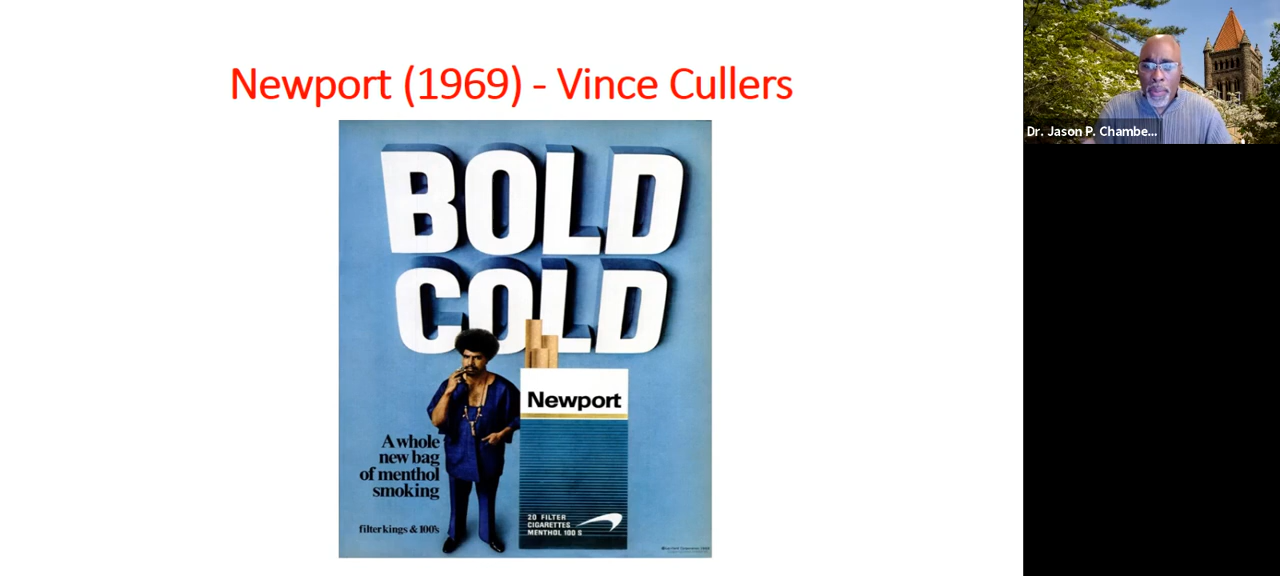 Newport (1969) - Vince Cullers
Dr. Jason P. Chambe...
BOLD
COLD
Newport
A whole
new bag
of menthol
smoking
filter kings & 100's
20 FILTER
CIGARETTES
MENTHOL 100 S